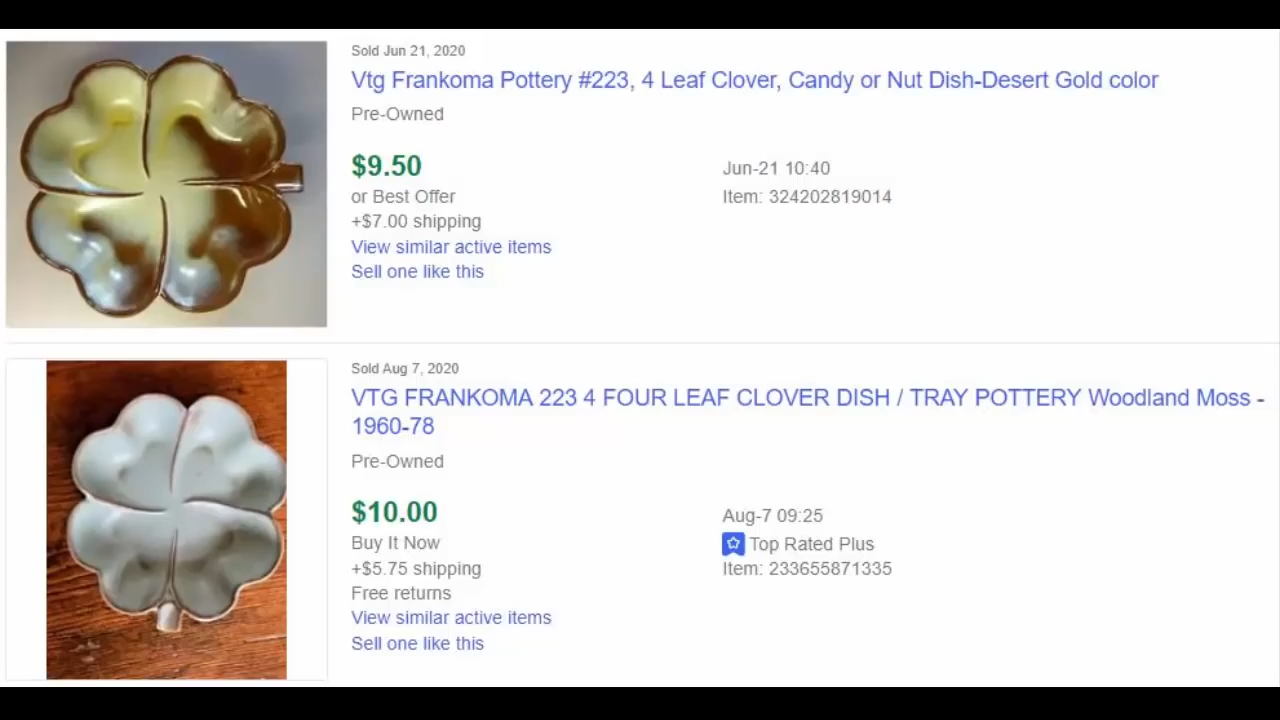 Sold Jun 21, 2020
Vtg Frankoma Pottery #223, 4 Leaf Clover, Candy or Nut Dish-Desert Gold color
Pre-Owned
$9.50
Jun-21 10:40
or Best Offer
Item: 324202819014
+$7.00 shipping
View similar active items
Sell one like this
Sold Aug 7, 2020
VTG FRANKOMA 223 4 FOUR LEAF CLOVER DISH / TRAY POTTERY Woodland Moss -
1960-78
Pre-Owned
$10.00
Aug-7 09:25
Buy It Now
Top Rated Plus
+$5.75 shipping
Item: 233655871335
Free returns
View similar active items
Sell one like this